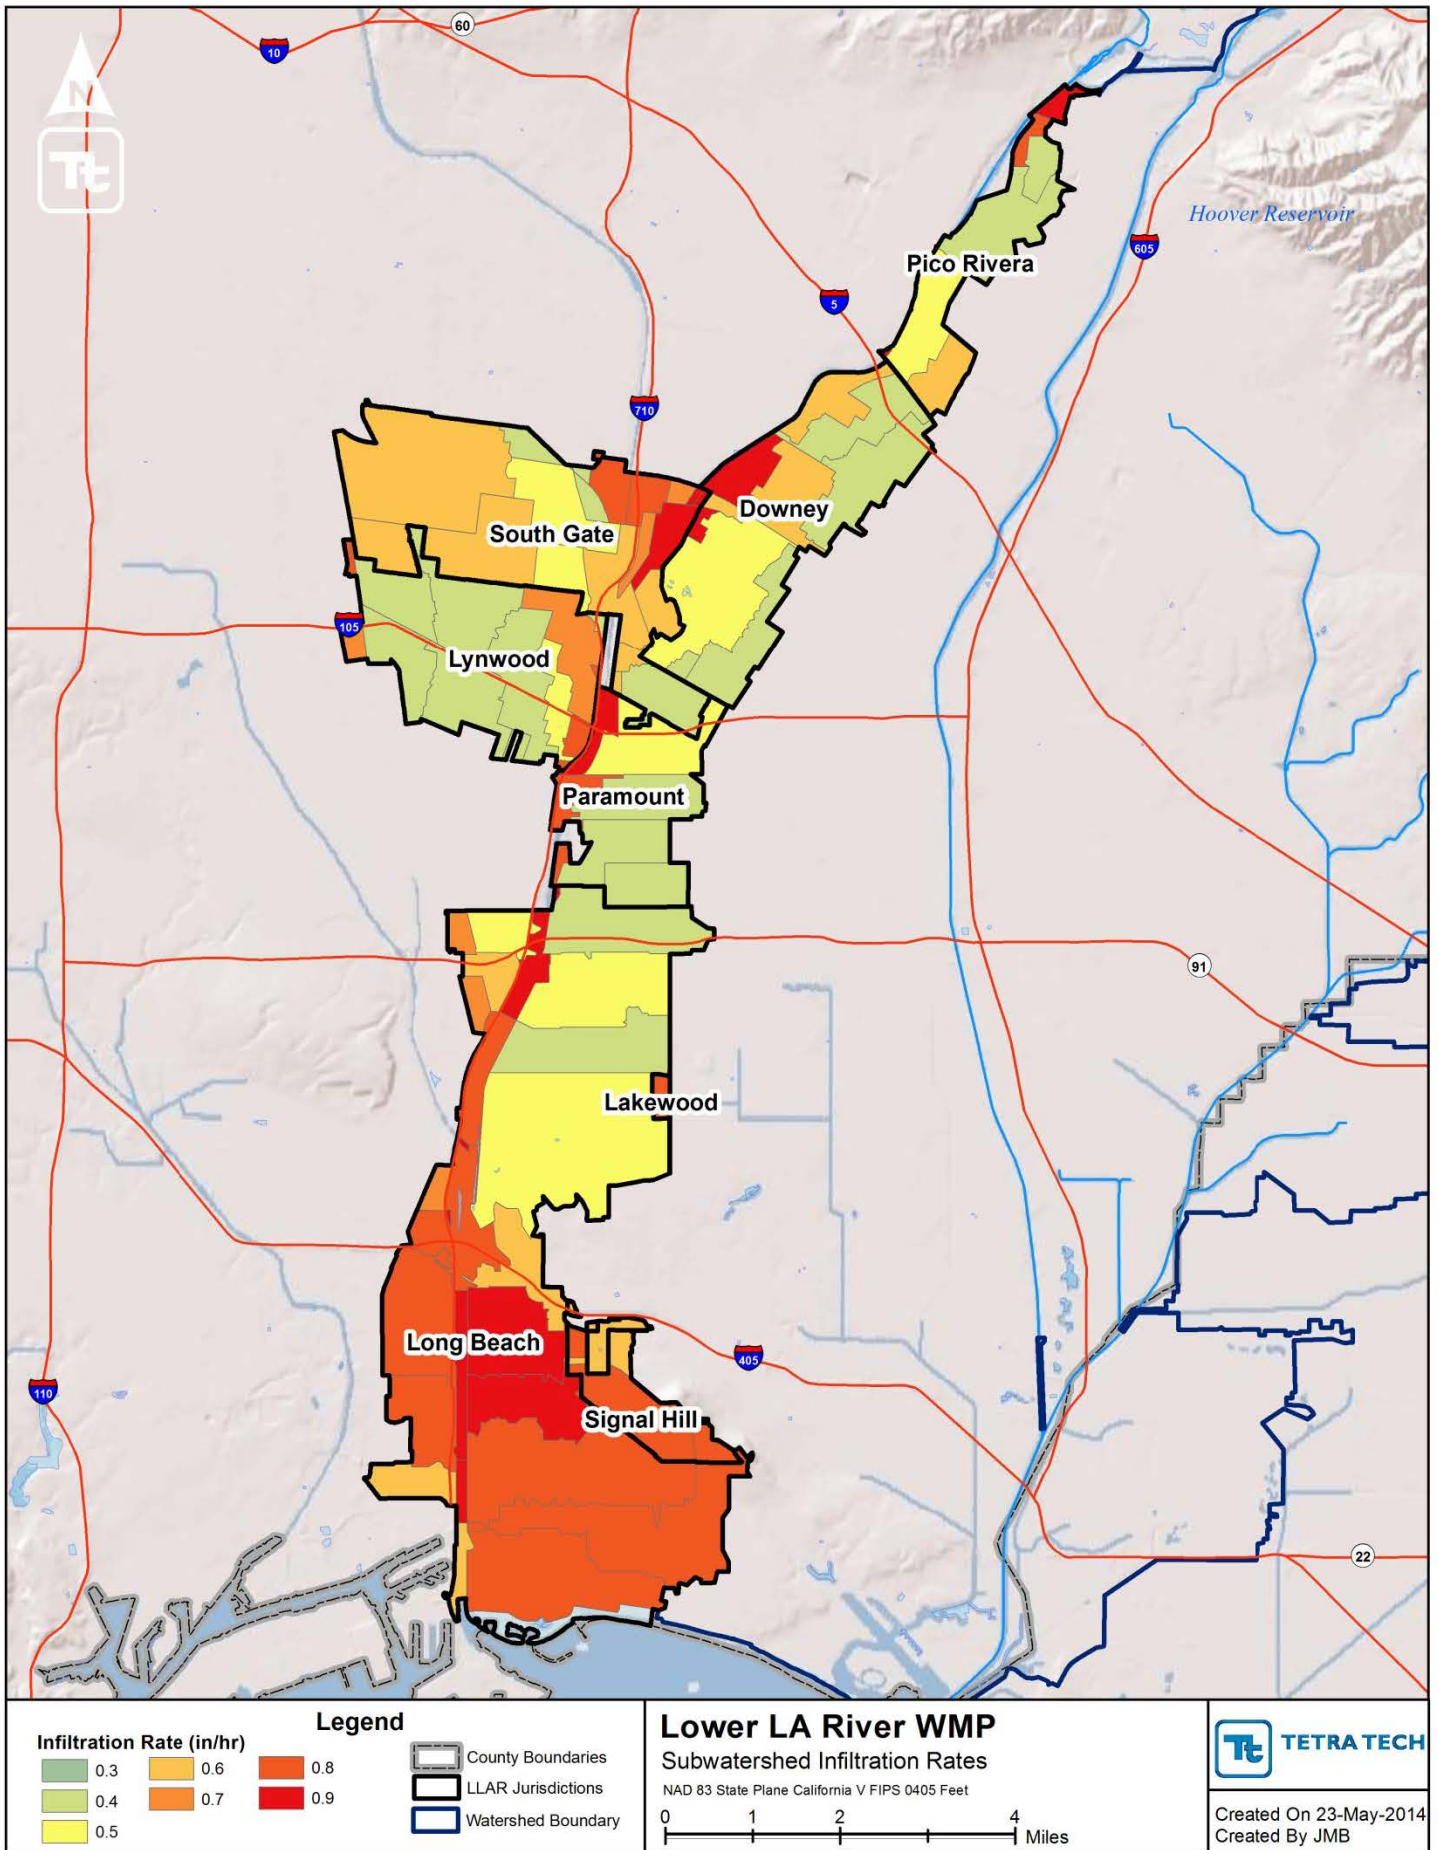 60
10
N
Tt
Hoover Reservoir
605
Pico Rivera
5
710
Downey
South Gate
105
Lynwood
Paramount
91
Lakewood
Long Beach
405
110
Signal Hill
22
Legend
Infiltration Rate (in/hr)
0.3
0.4
0.5
0.6
0.7
0.8
0.9
County Boundaries
LLAR Jurisdictions
Watershed Boundary
Lower LA River WMP
Subwatershed Infiltration Rates
NAD 83 State Plane California V FIPS 0405 Feet
0 1 2 4
Miles
Tt TETRA TECH
Created On 23-May-2014
Created By JMB